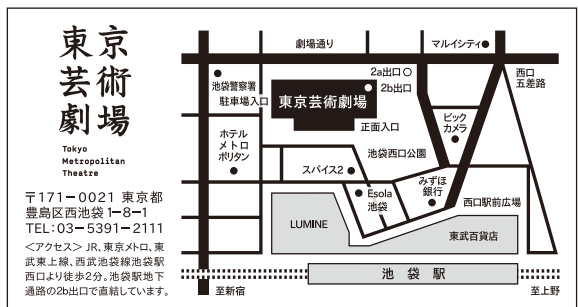 東京
芸術
劇場
Tokyo
Metropolitan
Theatre
〒171-0021 東京都
豊島区西池袋1-8-1
TEL:03-5391-2111
＜アクセス＞ JR、東京メトロ、東
武東上線、西武池袋線池袋駅
西口より徒歩2分。池袋駅地下
通路の2b出口で直結しています。
劇場通り
マルイシティ
西口
五差路
池袋警察署
駐車場入口
東京芸術劇場
2a出口
2b出口
正面入口
ビック
カメラ
ホテル
メトロ
ポリタン
池袋西口公園
スパイス2
Esola
池袋
みずほ
銀行
西口駅前広場
LUMINE
東武百貨店
池袋駅
至新宿
至上野